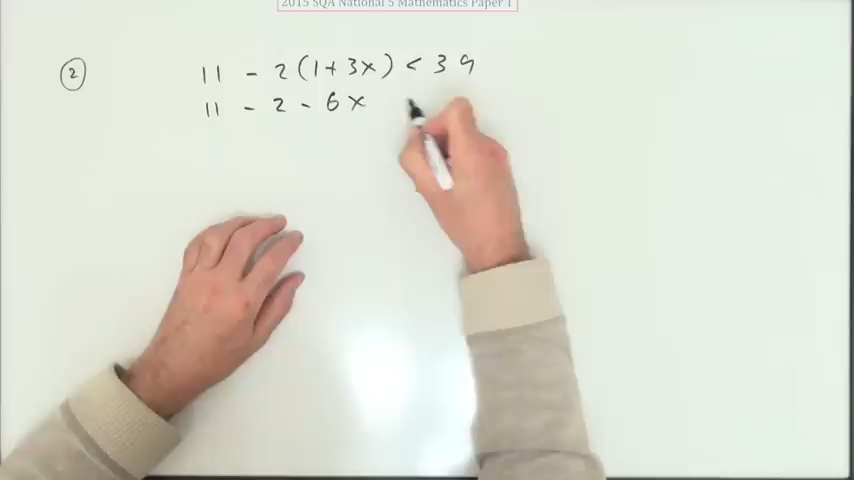 2015 SQA National 5 Mathematics Paper 1
② 11 - 2(1+3x) < 39
11 - 2 - 6x